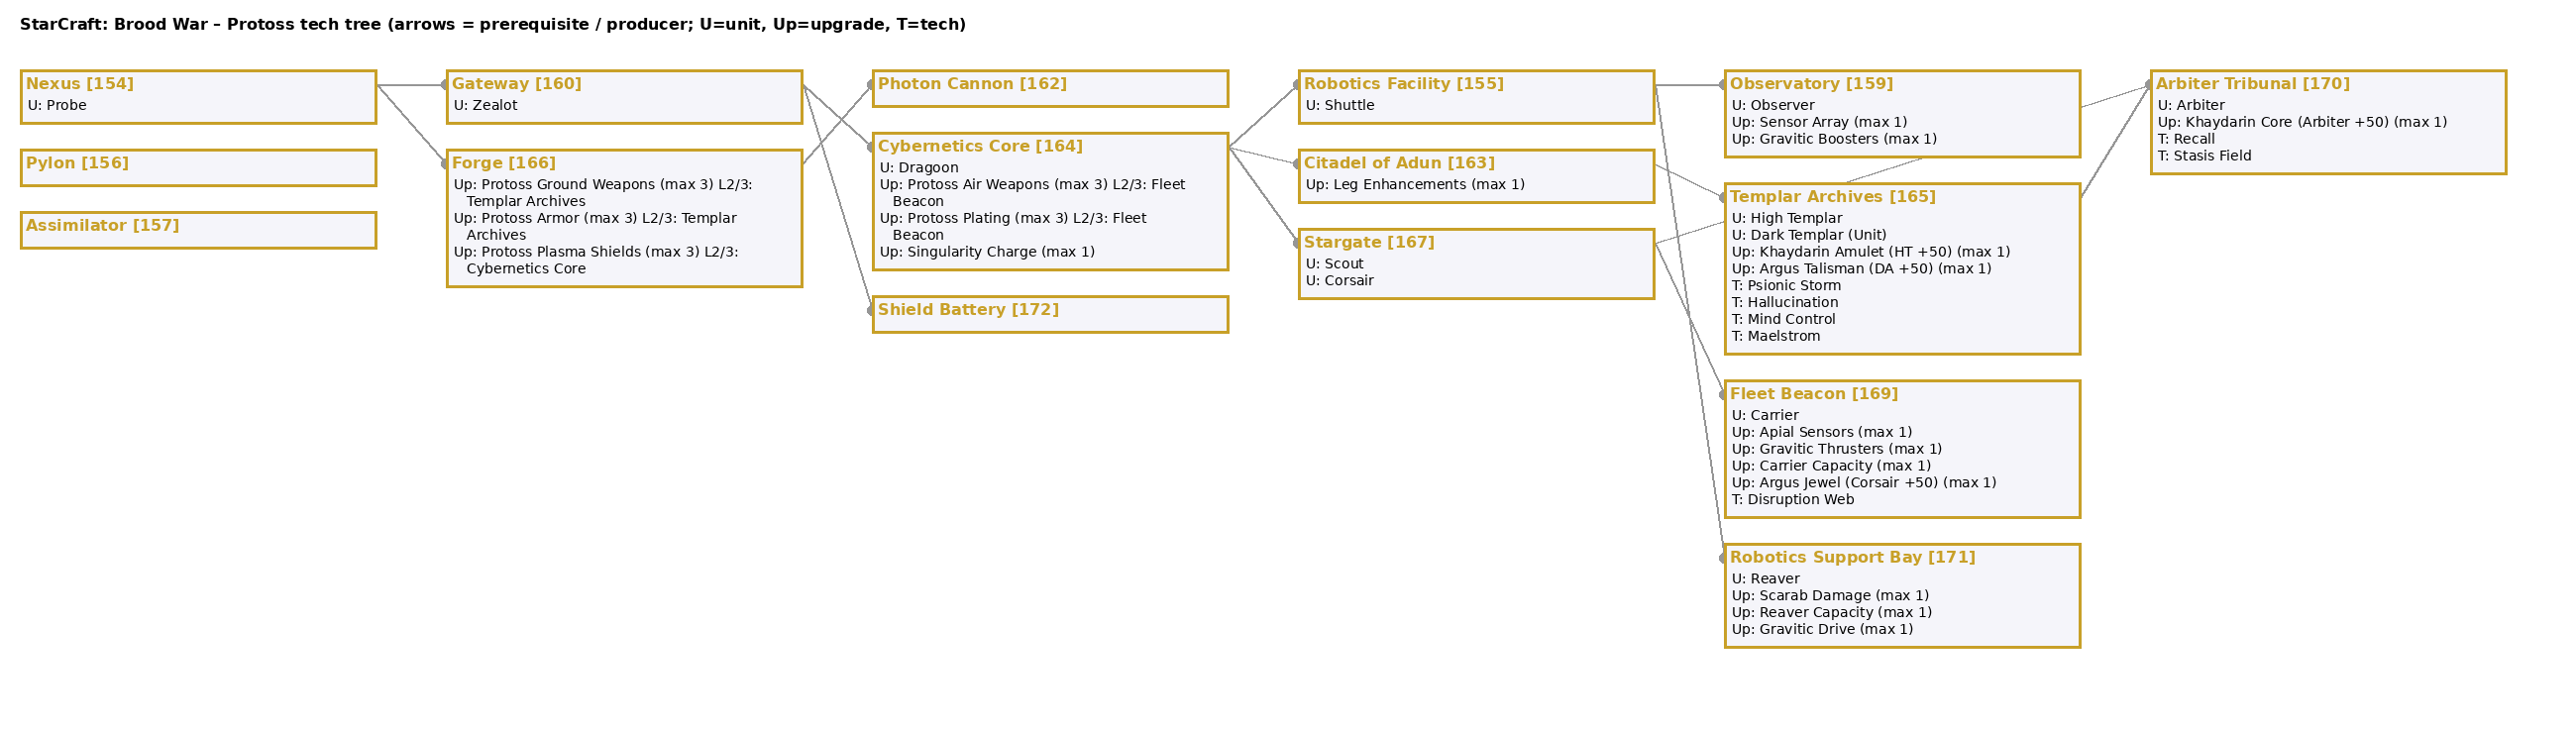 StarCraft: Brood War – Protoss tech tree (arrows = prerequisite / producer; U=unit, Up=upgrade, T=tech)
Nexus [154]
U: Probe
Pylon [156]
Assimilator [157]
Gateway [160]
U: Zealot
Forge [166]
Up: Protoss Ground Weapons (max 3) L2/3:
Templar Archives
Up: Protoss Armor (max 3) L2/3: Templar
Archives
Up: Protoss Plasma Shields (max 3) L2/3:
Cybernetics Core
Photon Cannon [162]
Cybernetics Core [164]
U: Dragoon
Up: Protoss Air Weapons (max 3) L2/3: Fleet
Beacon
Up: Protoss Plating (max 3) L2/3: Fleet
Beacon
Up: Singularity Charge (max 1)
Shield Battery [172]
Robotics Facility [155]
U: Shuttle
Citadel of Adun [163]
Up: Leg Enhancements (max 1)
Stargate [167]
U: Scout
U: Corsair
Observatory [159]
U: Observer
Up: Sensor Array (max 1)
Up: Gravitic Boosters (max 1)
Templar Archives [165]
U: High Templar
U: Dark Templar (Unit)
Up: Khaydarin Amulet (HT +50) (max 1)
Up: Argus Talisman (DA +50) (max 1)
T: Psionic Storm
T: Hallucination
T: Mind Control
T: Maelstrom
Fleet Beacon [169]
U: Carrier
Up: Apial Sensors (max 1)
Up: Gravitic Thrusters (max 1)
Up: Carrier Capacity (max 1)
Up: Argus Jewel (Corsair +50) (max 1)
T: Disruption Web
Robotics Support Bay [171]
U: Reaver
Up: Scarab Damage (max 1)
Up: Reaver Capacity (max 1)
Up: Gravitic Drive (max 1)
Arbiter Tribunal [170]
U: Arbiter
Up: Khaydarin Core (Arbiter +50) (max 1)
T: Recall
T: Stasis Field